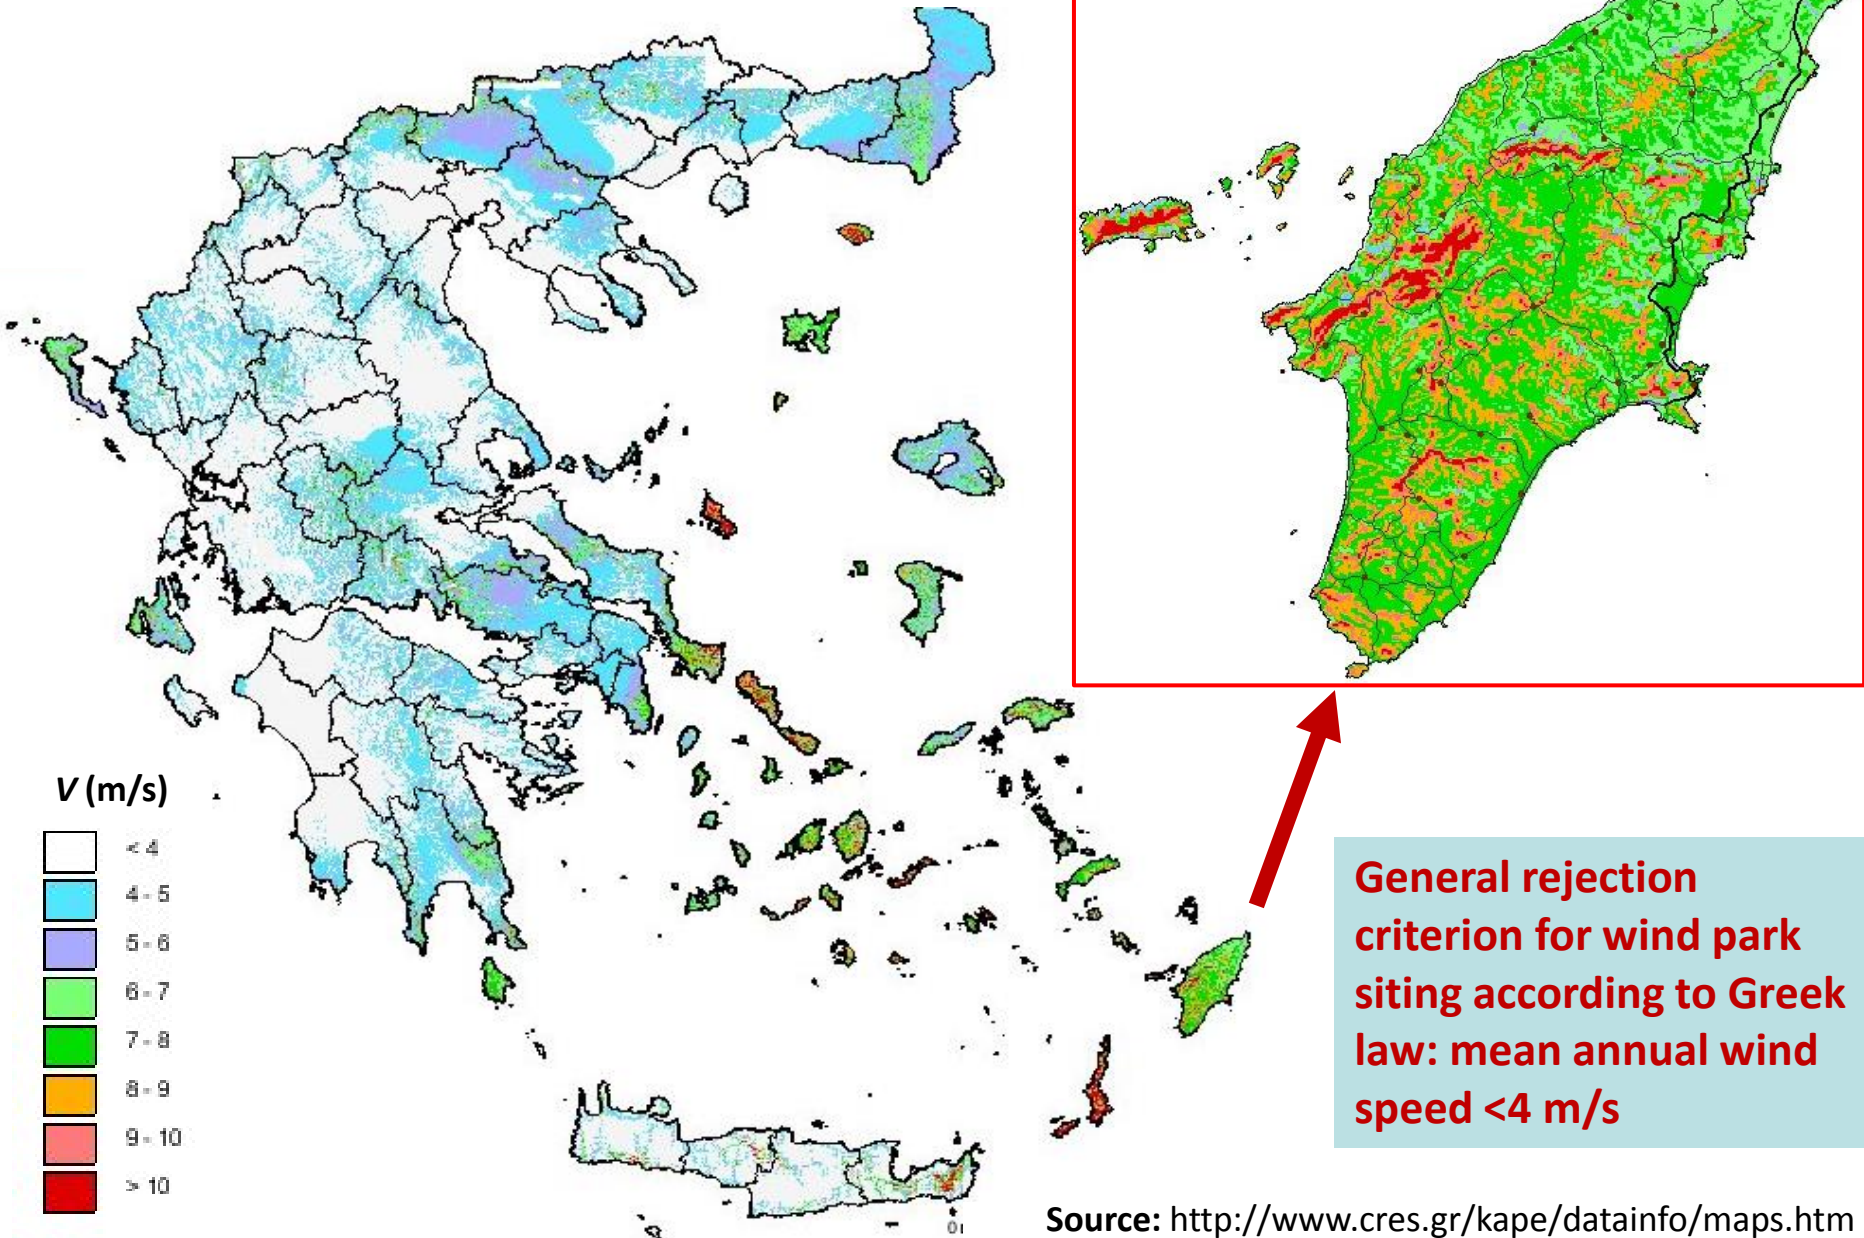 V (m/s)
< 4
4 - 5
5 - 6
6 - 7
7 - 8
8 - 9
9 - 10
> 10
General rejection
criterion for wind park
siting according to Greek
law: mean annual wind
speed <4 m/s
Source: http://www.cres.gr/kape/datainfo/maps.htm